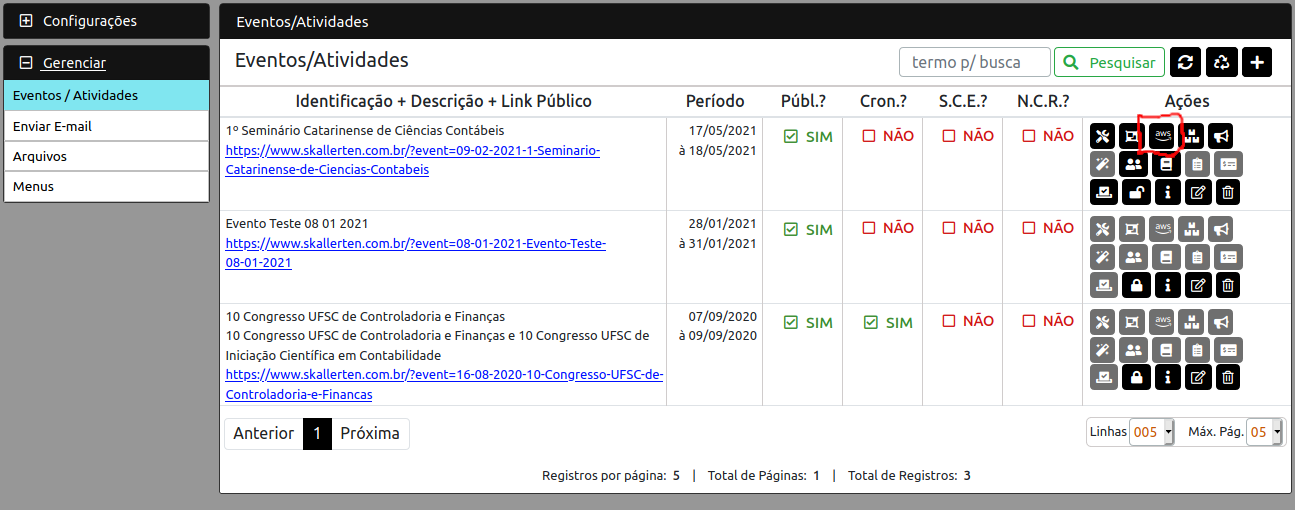 Configurações
Gerenciar
Eventos / Atividades
Enviar E-mail
Arquivos
Menus
Eventos/Atividades
Eventos/Atividades
termo p/ busca
Pesquisar
Identificação + Descrição + Link Público Período Públ.? Cron.? S.C.E.? N.C.R.? Ações
1º Seminário Catarinense de Ciências Contábeis
https://www.skallerten.com.br/?event=09-02-2021-1-Seminario-
Catarinense-de-Ciencias-Contabeis
17/05/2021
à 18/05/2021
SIM NÃO NÃO NÃO
aws
Evento Teste 08 01 2021
https://www.skallerten.com.br/?event=08-01-2021-Evento-Teste-
08-01-2021
28/01/2021
à 31/01/2021
SIM NÃO NÃO NÃO
aws
10 Congresso UFSC de Controladoria e Finanças
10 Congresso UFSC de Controladoria e Finanças e 10 Congresso UFSC de
Iniciação Científica em Contabilidade
https://www.skallerten.com.br/?event=16-08-2020-10-Congresso-UFSC-de-
Controladoria-e-Financas
07/09/2020
à 09/09/2020
SIM SIM NÃO NÃO
aws
Anterior 1 Próxima
Linhas 005 Máx. Pág. 05
Registros por página: 5 | Total de Páginas: 1 | Total de Registros: 3